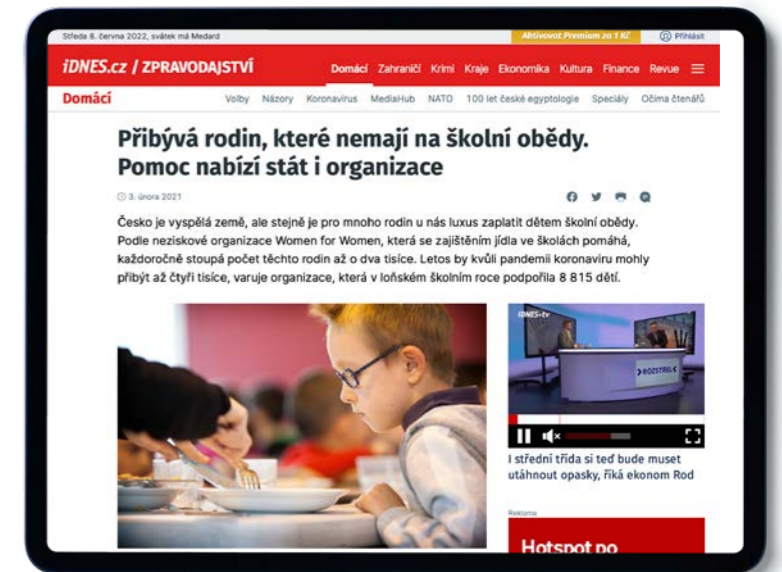 Středa 8. června 2022, svátek má Medard
Aktivovat Premium za 1 Kč
Přihlásit
iDNES.cz / ZPRAVODAJSTVÍ
Domácí Zahraničí Krimi Kraje Ekonomika Kultura Finance Revue
Domácí
Volby Názory Koronavirus MediaHub NATO 100 let české egyptologie Speciály Očima čtenářů
Přibývá rodin, které nemají na školní obědy.
Pomoc nabízí stát i organizace
3. února 2021
Česko je vyspělá země, ale stejně je pro mnoho rodin u nás luxus zaplatit dětem školní obědy.
Podle neziskové organizace Women for Women, která se zajištěním jídla ve školách pomáhá,
každoročně stoupá počet těchto rodin až o dva tisíce. Letos by kvůli pandemii koronaviru mohly
přibýt až čtyři tisíce, varuje organizace, která v loňském školním roce podpořila 8 815 dětí.
iDNES-tv
ROZSTŘEL
I střední třída si teď bude muset
utáhnout opasky, říká ekonom Rod
Reklama
Hotspot po